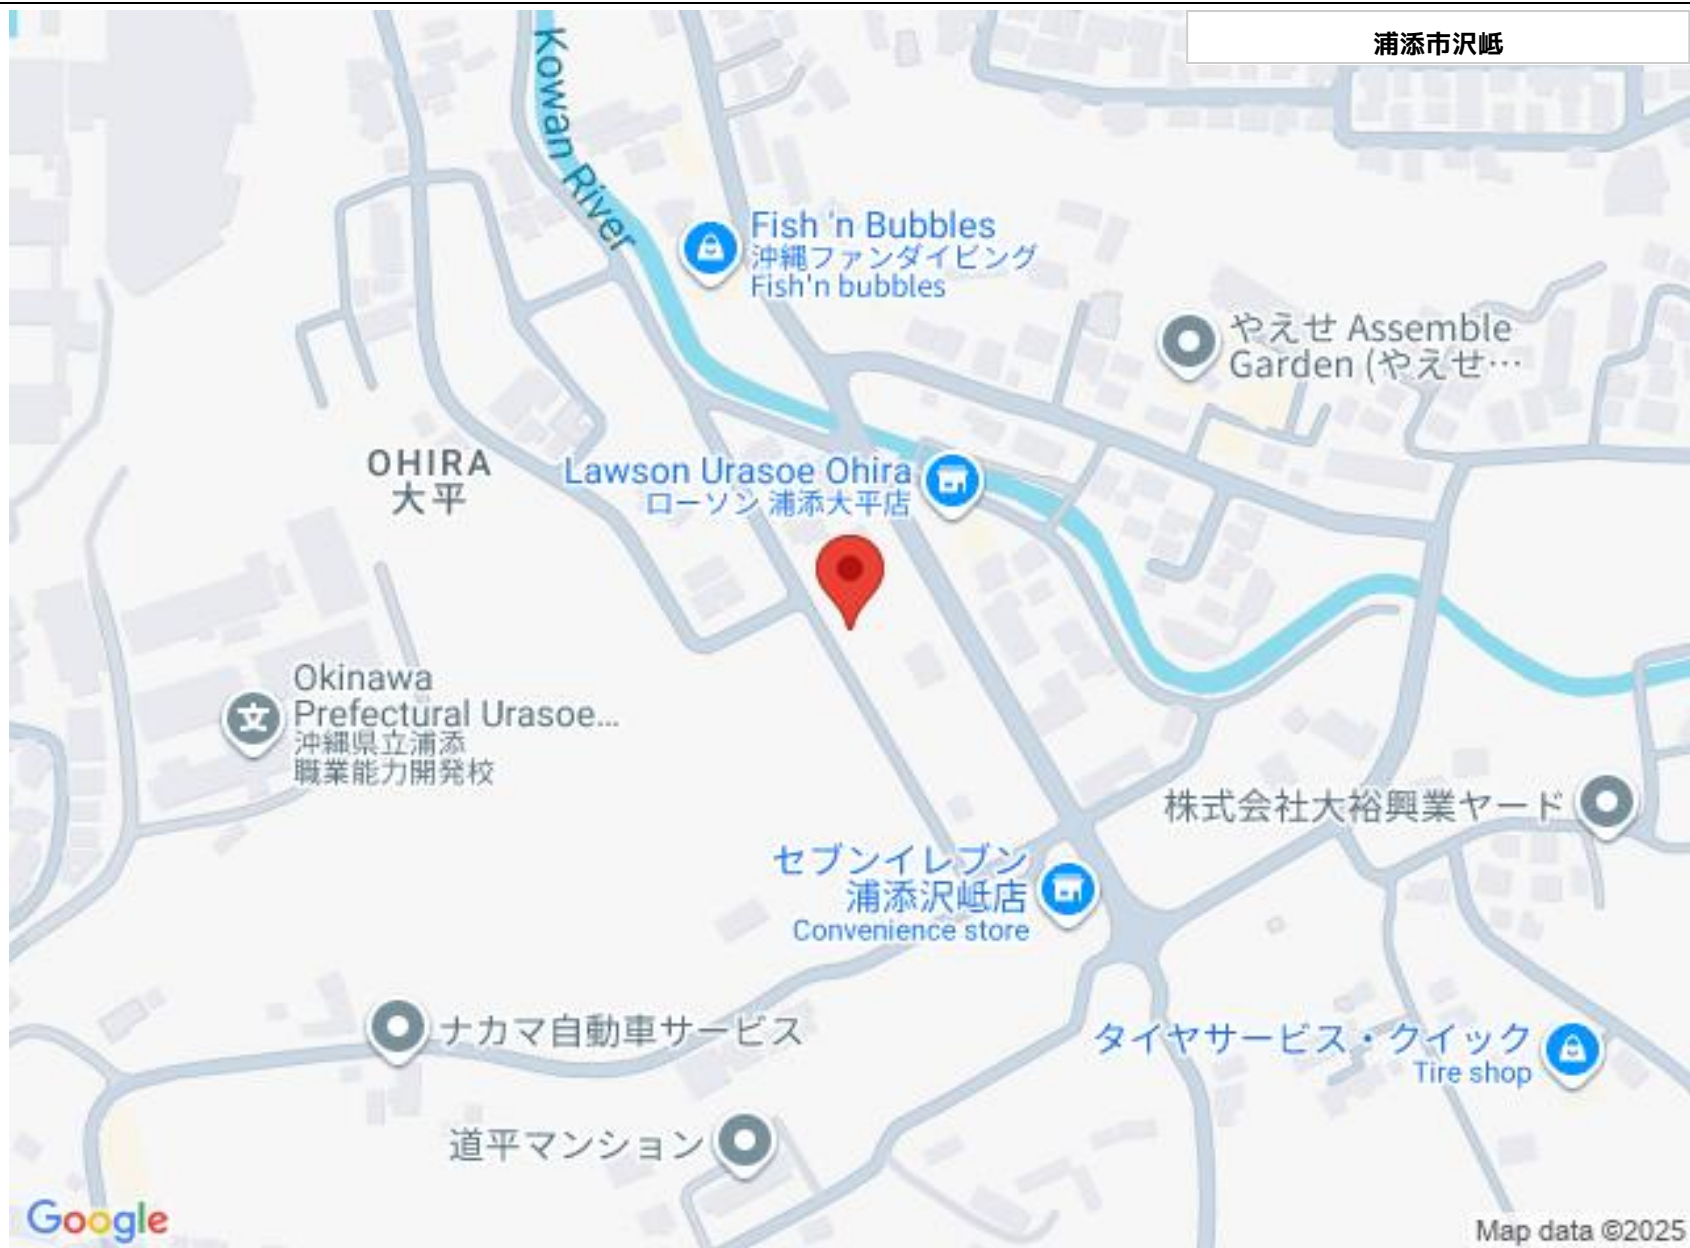 浦添市沢岻
Kowan River
Fish 'n Bubbles
沖縄ファンダイビング
Fish'n bubbles
やえせ Assemble
Garden (やえせ…
OHIRA
大平
Lawson Urasoe Ohira
ローソン 浦添大平店
Okinawa
Prefectural Urasoe...
沖縄県立浦添
職業能力開発校
株式会社大裕興業ヤード
セブンイレブン
浦添沢岻店
Convenience store
ナカマ自動車サービス
タイヤサービス・クイック
Tire shop
道平マンション
Google
Map data ©2025